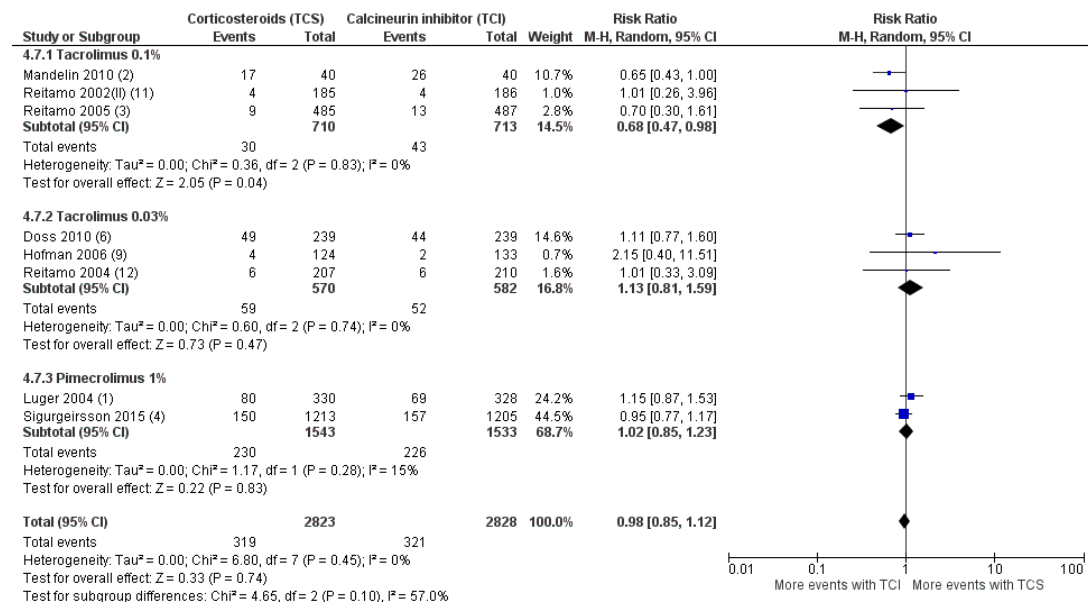 Corticosteroids (TCS) Calcineurin inhibitor (TCI) Risk Ratio Risk Ratio
Study or Subgroup Events Total Events Total Weight M-H, Random, 95% CI M-H, Random, 95% CI
4.7.1 Tacrolimus 0.1%
Mandelin 2010 (2) 17 40 26 40 10.7% 0.65 [0.43, 1.00]
Reitamo 2002(II) (11) 4 185 4 186 1.0% 1.01 [0.26, 3.96]
Reitamo 2005 (3) 9 485 13 487 2.8% 0.70 [0.30, 1.61]
Subtotal (95% CI) 710 713 14.5% 0.68 [0.47, 0.98]
Total events 30 43
Heterogeneity: Tau² = 0.00; Chi² = 0.36, df = 2 (P = 0.83); I² = 0%
Test for overall effect: Z = 2.05 (P = 0.04)
4.7.2 Tacrolimus 0.03%
Doss 2010 (6) 49 239 44 239 14.6% 1.11 [0.77, 1.60]
Hofman 2006 (9) 4 124 2 133 0.7% 2.15 [0.40, 11.51]
Reitamo 2004 (12) 6 207 6 210 1.6% 1.01 [0.33, 3.09]
Subtotal (95% CI) 570 582 16.8% 1.13 [0.81, 1.59]
Total events 59 52
Heterogeneity: Tau² = 0.00; Chi² = 0.60, df = 2 (P = 0.74); I² = 0%
Test for overall effect: Z = 0.73 (P = 0.47)
4.7.3 Pimecrolimus 1%
Luger 2004 (1) 80 330 69 328 24.2% 1.15 [0.87, 1.53]
Sigurgeirsson 2015 (4) 150 1213 157 1205 44.5% 0.95 [0.77, 1.17]
Subtotal (95% CI) 1543 1533 68.7% 1.02 [0.85, 1.23]
Total events 230 226
Heterogeneity: Tau² = 0.00; Chi² = 1.17, df = 1 (P = 0.28); I² = 15%
Test for overall effect: Z = 0.22 (P = 0.83)
Total (95% CI) 2823 2828 100.0% 0.98 [0.85, 1.12]
Total events 319 321
Heterogeneity: Tau² = 0.00; Chi² = 6.80, df = 7 (P = 0.45); I² = 0%
Test for overall effect: Z = 0.33 (P = 0.74)
Test for subgroup differences: Chi² = 4.65, df = 2 (P = 0.10), I² = 57.0%
0.01 0.1 1 10 100
More events with TCI More events with TCS